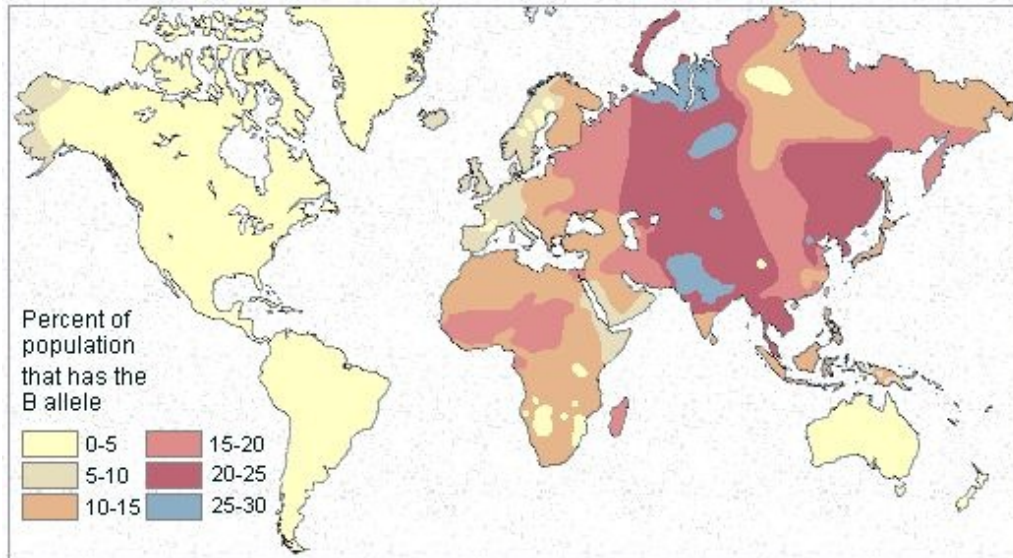 Percent of
population
that has the
B allele
0-5
15-20
5-10
20-25
10-15
25-30